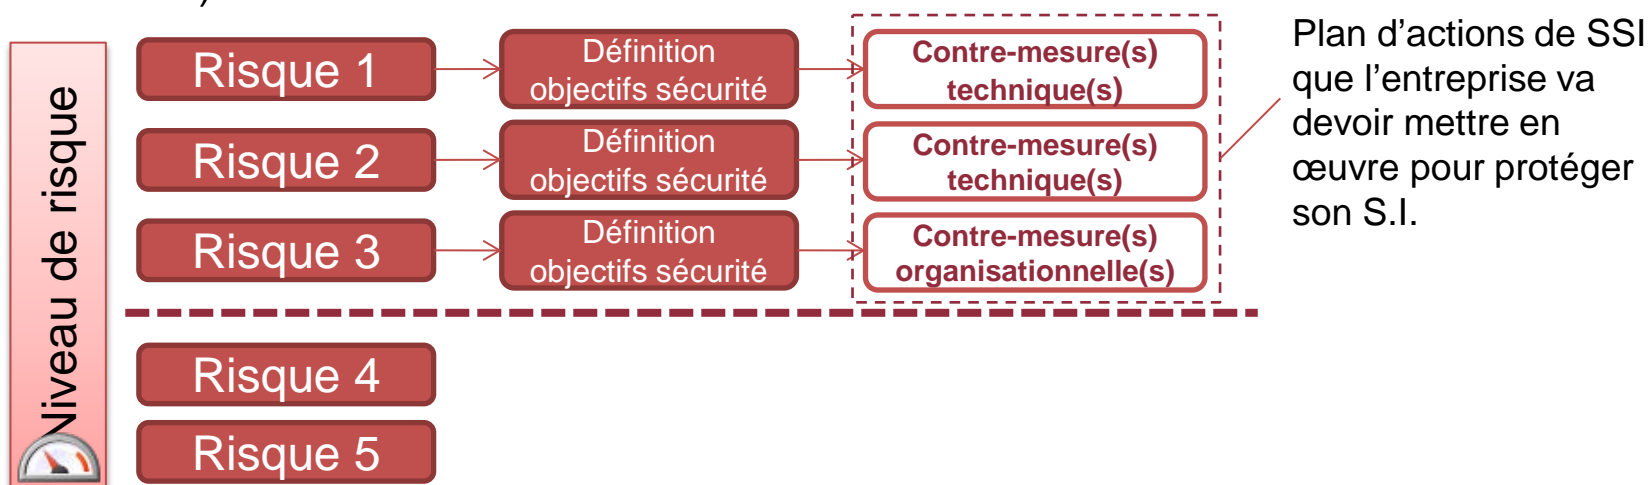 )
Niveau de risque
Risque 1
Définition
objectifs sécurité
Contre-mesure(s)
technique(s)
Risque 2
Définition
objectifs sécurité
Contre-mesure(s)
technique(s)
Risque 3
Définition
objectifs sécurité
Contre-mesure(s)
organisationnelle(s)
Plan d’actions de SSI
que l’entreprise va
devoir mettre en
œuvre pour protéger
son S.I.
Risque 4
Risque 5